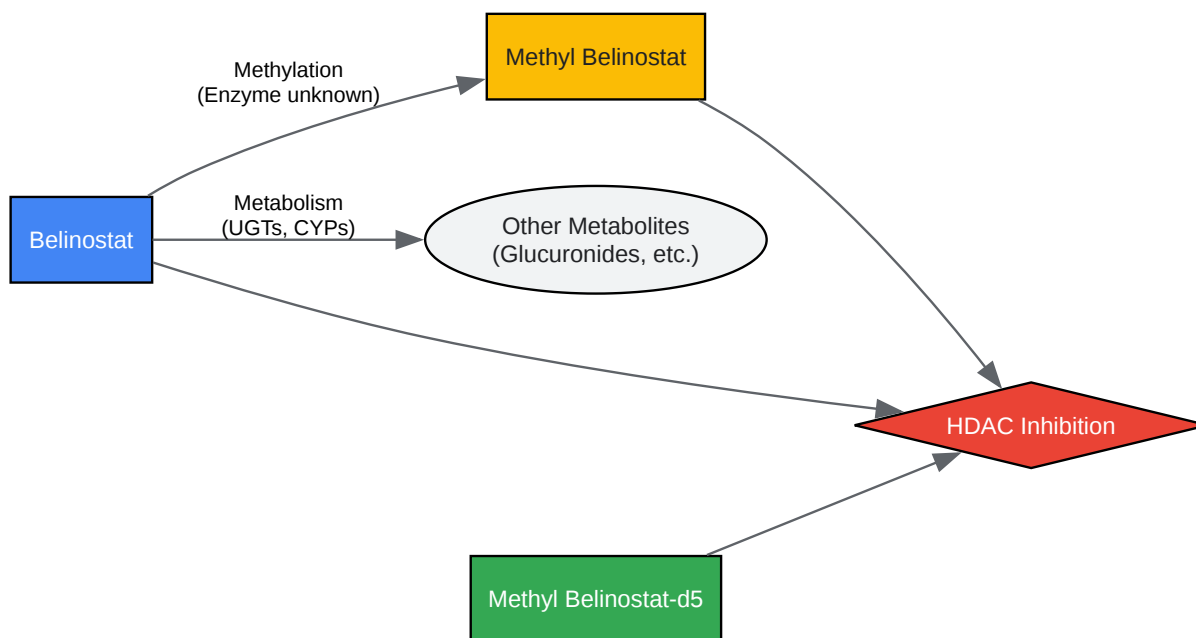 Methyl Belinostat
Methylation
(Enzyme unknown)
Belinostat
Metabolism
(UGTs, CYPs)
Other Metabolites
(Glucuronides, etc.)
HDAC Inhibition
Methyl Belinostat-d5